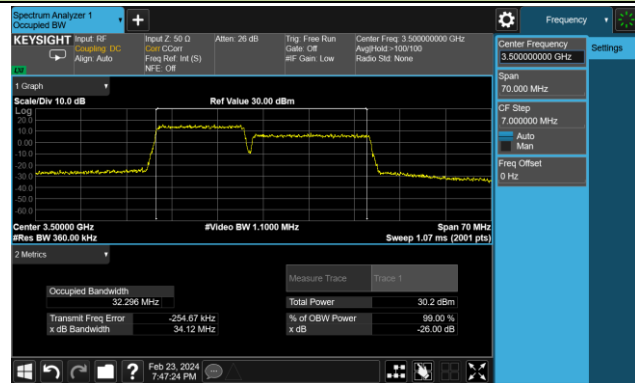 Spectrum Analyzer 1
Occupied BW
+
Frequency
KEYSIGHT
Input: RF
Coupling: DC
Align: Auto
Input Z: 50 Ω
Corr CCorr
Freq Ref: Int (S)
NFE: Off
Atten: 26 dB
Trig: Free Run
Gate: Off
#IF Gain: Low
Center Freq: 3.500000000 GHz
Avg|Hold:>100/100
Radio Std: None
Center Frequency
3.500000000 GHz
Settings
Span
70.000 MHz
CF Step
7.000000 MHz
Auto
Man
Freq Offset
0 Hz
1 Graph
Scale/Div 10.0 dB
Ref Value 30.00 dBm
Log
20.0
10.0
0.00
-10.0
-20.0
-30.0
-40.0
-50.0
-60.0
Center 3.50000 GHz
#Video BW 1.1000 MHz
Span 70 MHz
#Res BW 360.00 kHz
Sweep 1.07 ms (2001 pts)
2 Metrics
Measure Trace
Trace 1
Occupied Bandwidth
32.296 MHz
Total Power
30.2 dBm
Transmit Freq Error
-254.67 kHz
% of OBW Power
99.00 %
x dB Bandwidth
34.12 MHz
x dB
-26.00 dB
?
Feb 23, 2024
7:47:24 PM